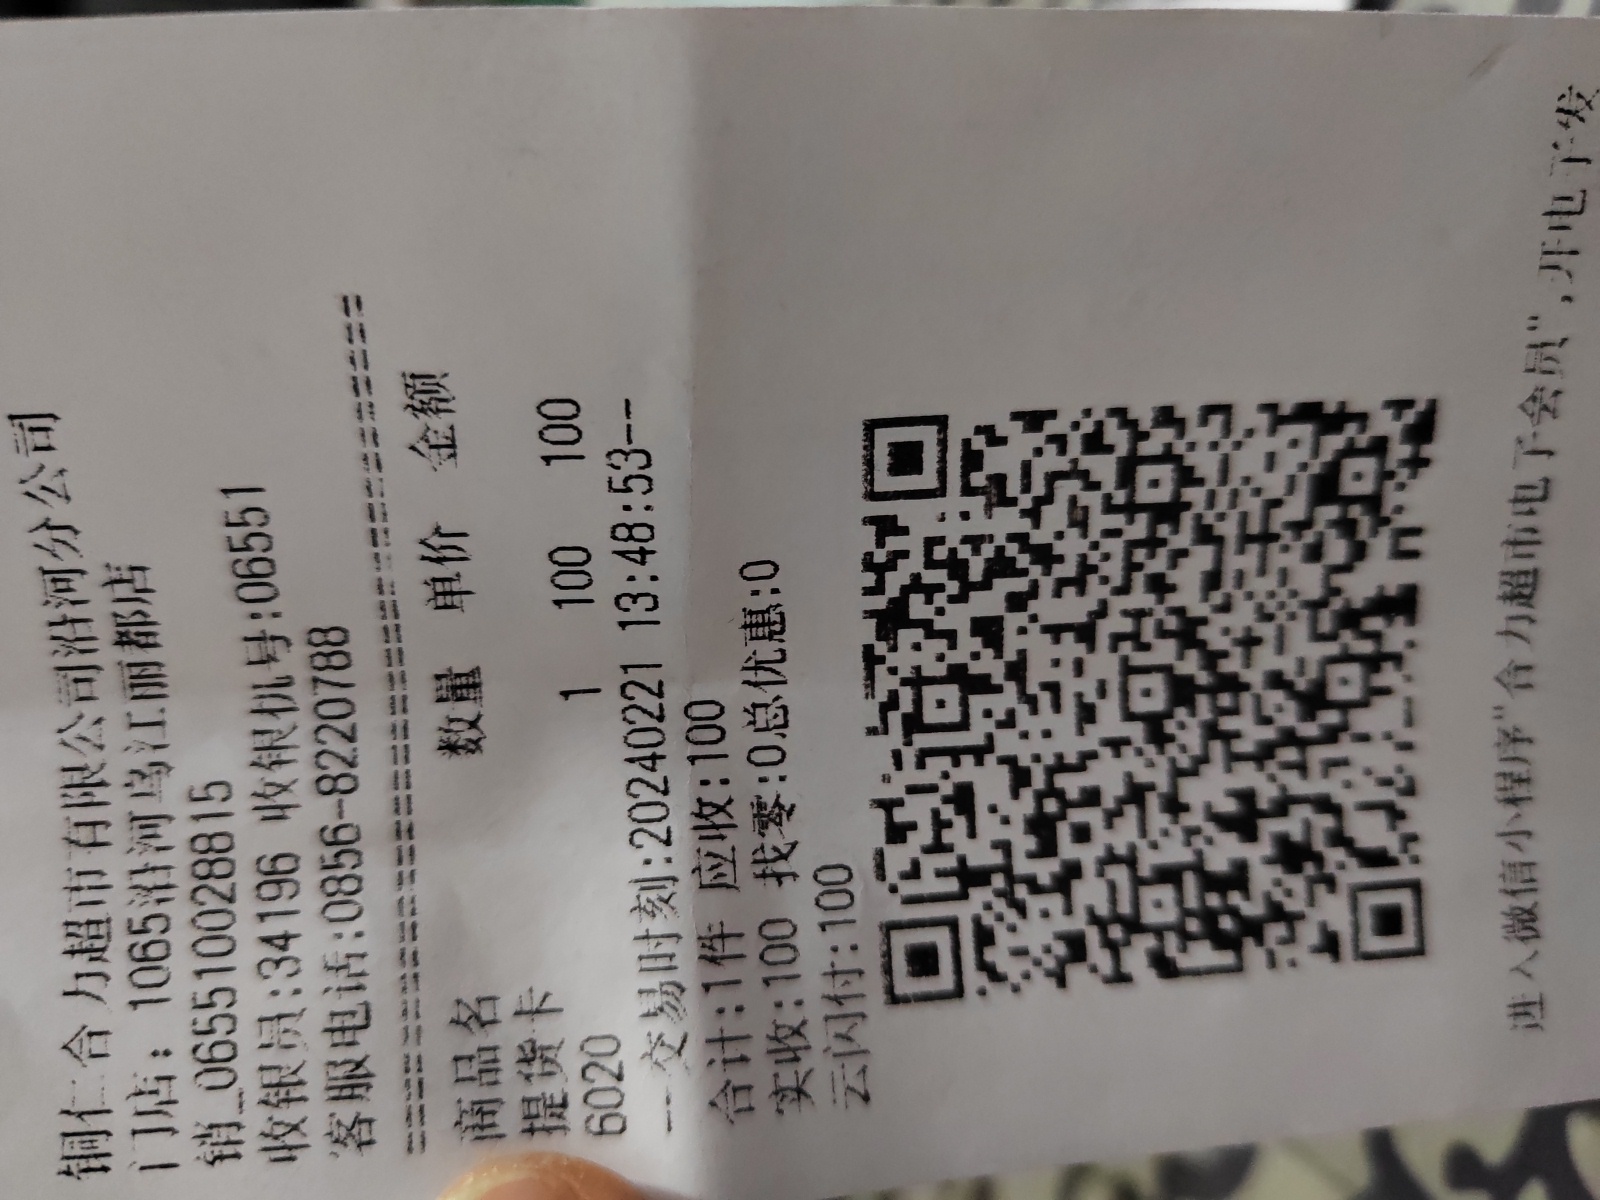 铜仁合力超市有限公司沿河分公司
门店：1065沿河乌江丽都店
销_065510028815
收银员:34196 收银机号:06551
客服电话:0856-8220788
================================
商品名 数量 单价 金额
提货卡
6020 1 100 100
--交易时刻:20240221 13:48:53--
合计:1件 应收:100
实收:100 找零:0总优惠:0
云闪付:100
进入微信小程序"合力超市电子会员",开电子发